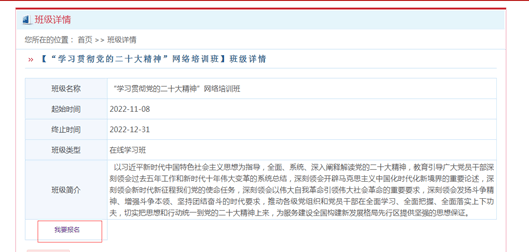 班级详情
您所在的位置： 首页 >> 班级详情
» 【“学习贯彻党的二十大精神”网络培训班】班级详情
班级名称 “学习贯彻党的二十大精神”网络培训班
起始时间 2022-11-08
终止时间 2022-12-31
班级类型 在线学习班
以习近平新时代中国特色社会主义思想为指导，全面、系统、深入阐释解读党的二十大精神，教育引导广大党员干部深
刻领会过去五年工作和新时代十年伟大变革的系统总结，深刻领会开辟马克思主义中国化时代化新境界的重要论述，深
班级简介 刻领会新时代新征程我们党的使命任务，深刻领会以伟大自我革命引领伟大社会革命的重要要求，深刻领会发扬斗争精
神、增强斗争本领、坚持团结奋斗的时代要求，推动各级党组织和党员干部在全面学习、全面把握、全面落实上下功
夫，切实把思想和行动统一到党的二十大精神上来，为服务建设全国构建新发展格局先行区提供坚强的思想保证。
我要报名